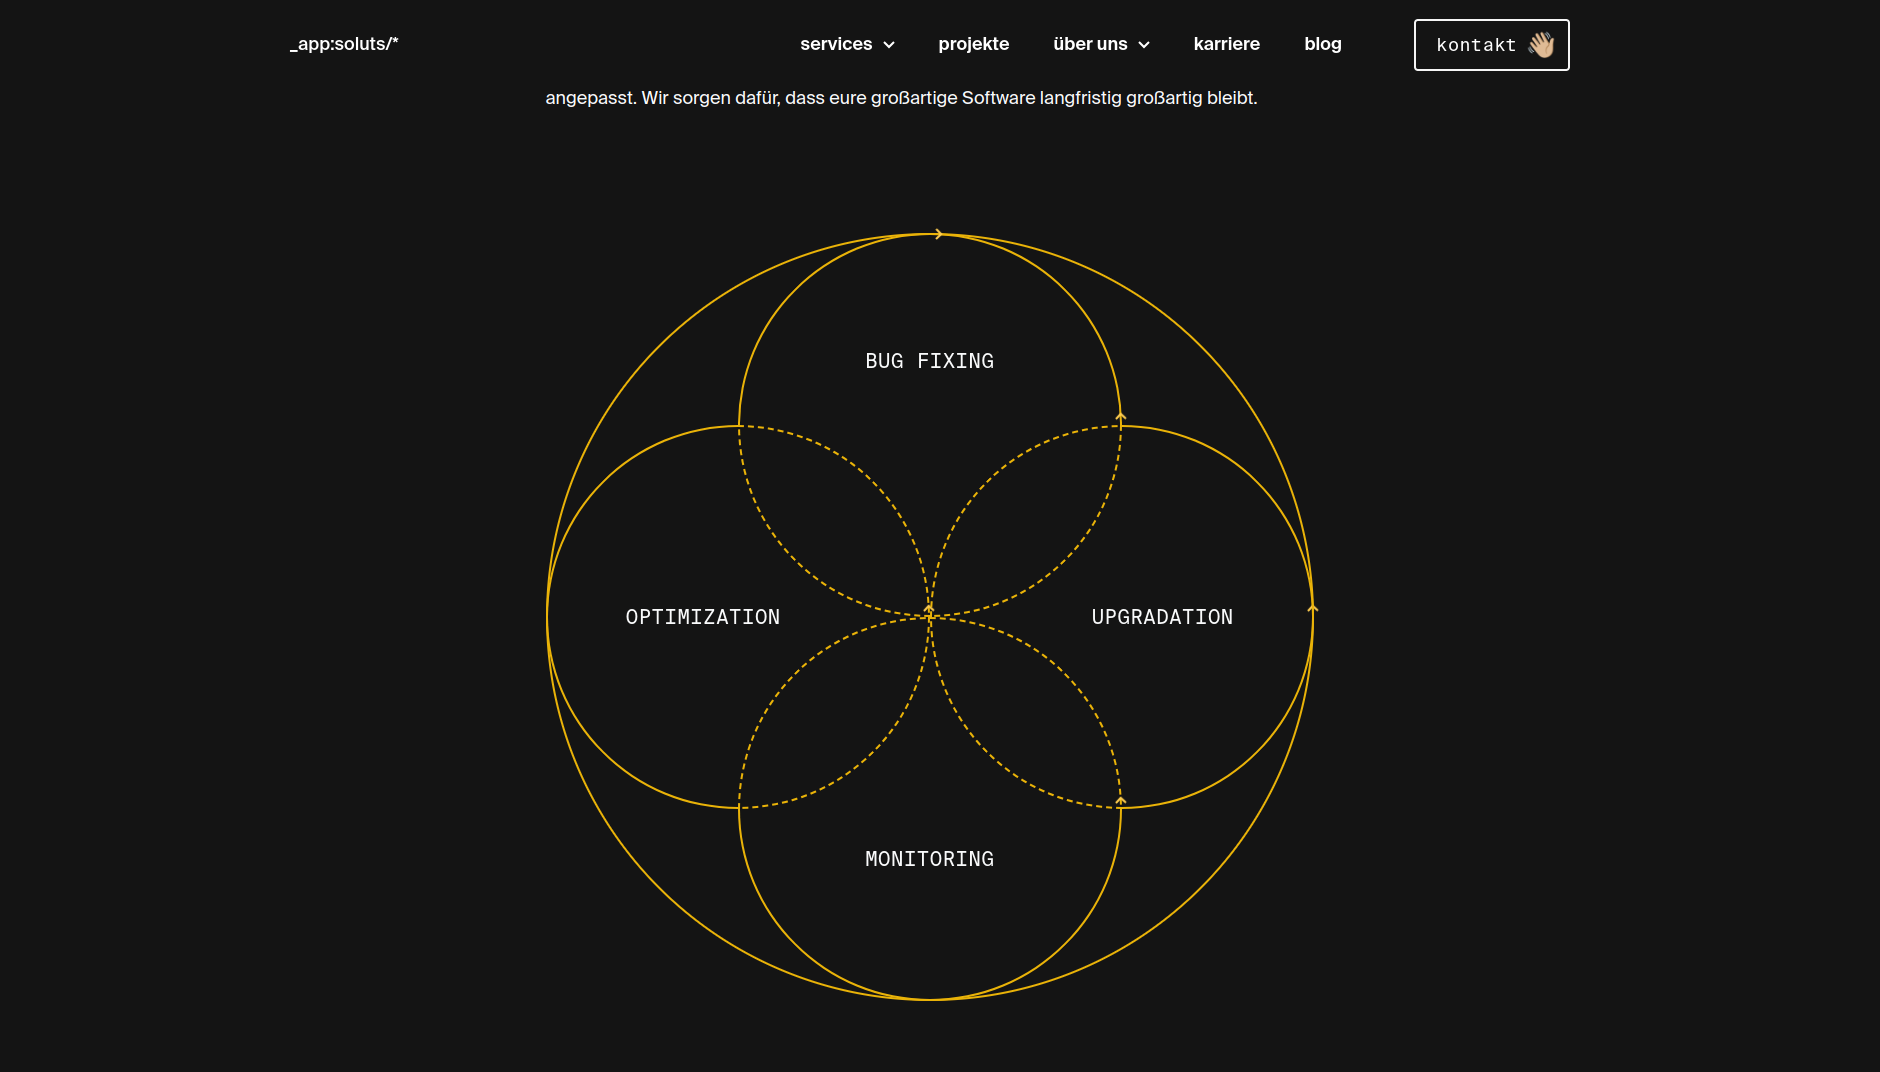 _app:soluts/*
services
projekte
über uns
karriere
blog
kontakt 👋🏼
angepasst. Wir sorgen dafür, dass eure großartige Software langfristig großartig bleibt.
BUG FIXING
OPTIMIZATION
UPGRADATION
MONITORING